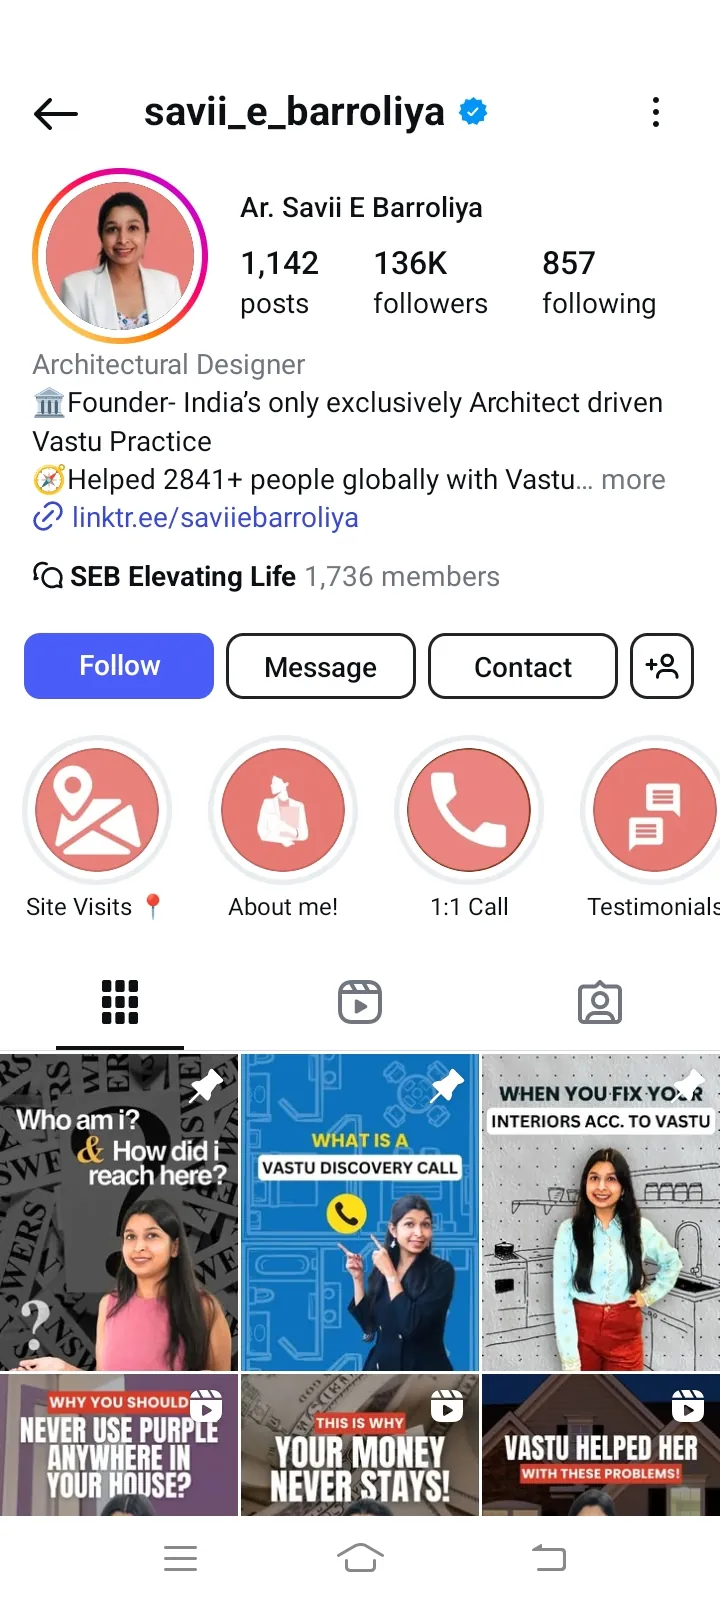 savii_e_barroliya
Ar. Savii E Barroliya
1,142 136K 857
posts followers following
Architectural Designer
🏛️Founder- India’s only exclusively Architect driven
Vastu Practice
🧭Helped 2841+ people globally with Vastu... more
linktr.ee/saviiebarroliya
SEB Elevating Life 1,736 members
Follow Message Contact
Site Visits 📍 About me! 1:1 Call Testimonials
Who am i?
& How did i
reach here?
?
WHAT IS A
VASTU DISCOVERY CALL
WHEN YOU FIX YOUR
INTERIORS ACC. TO VASTU
WHY YOU SHOULD
NEVER USE PURPLE
ANYWHERE IN
YOUR HOUSE?
THIS IS WHY
YOUR MONEY
NEVER STAYS!
VASTU HELPED HER
WITH THESE PROBLEMS!